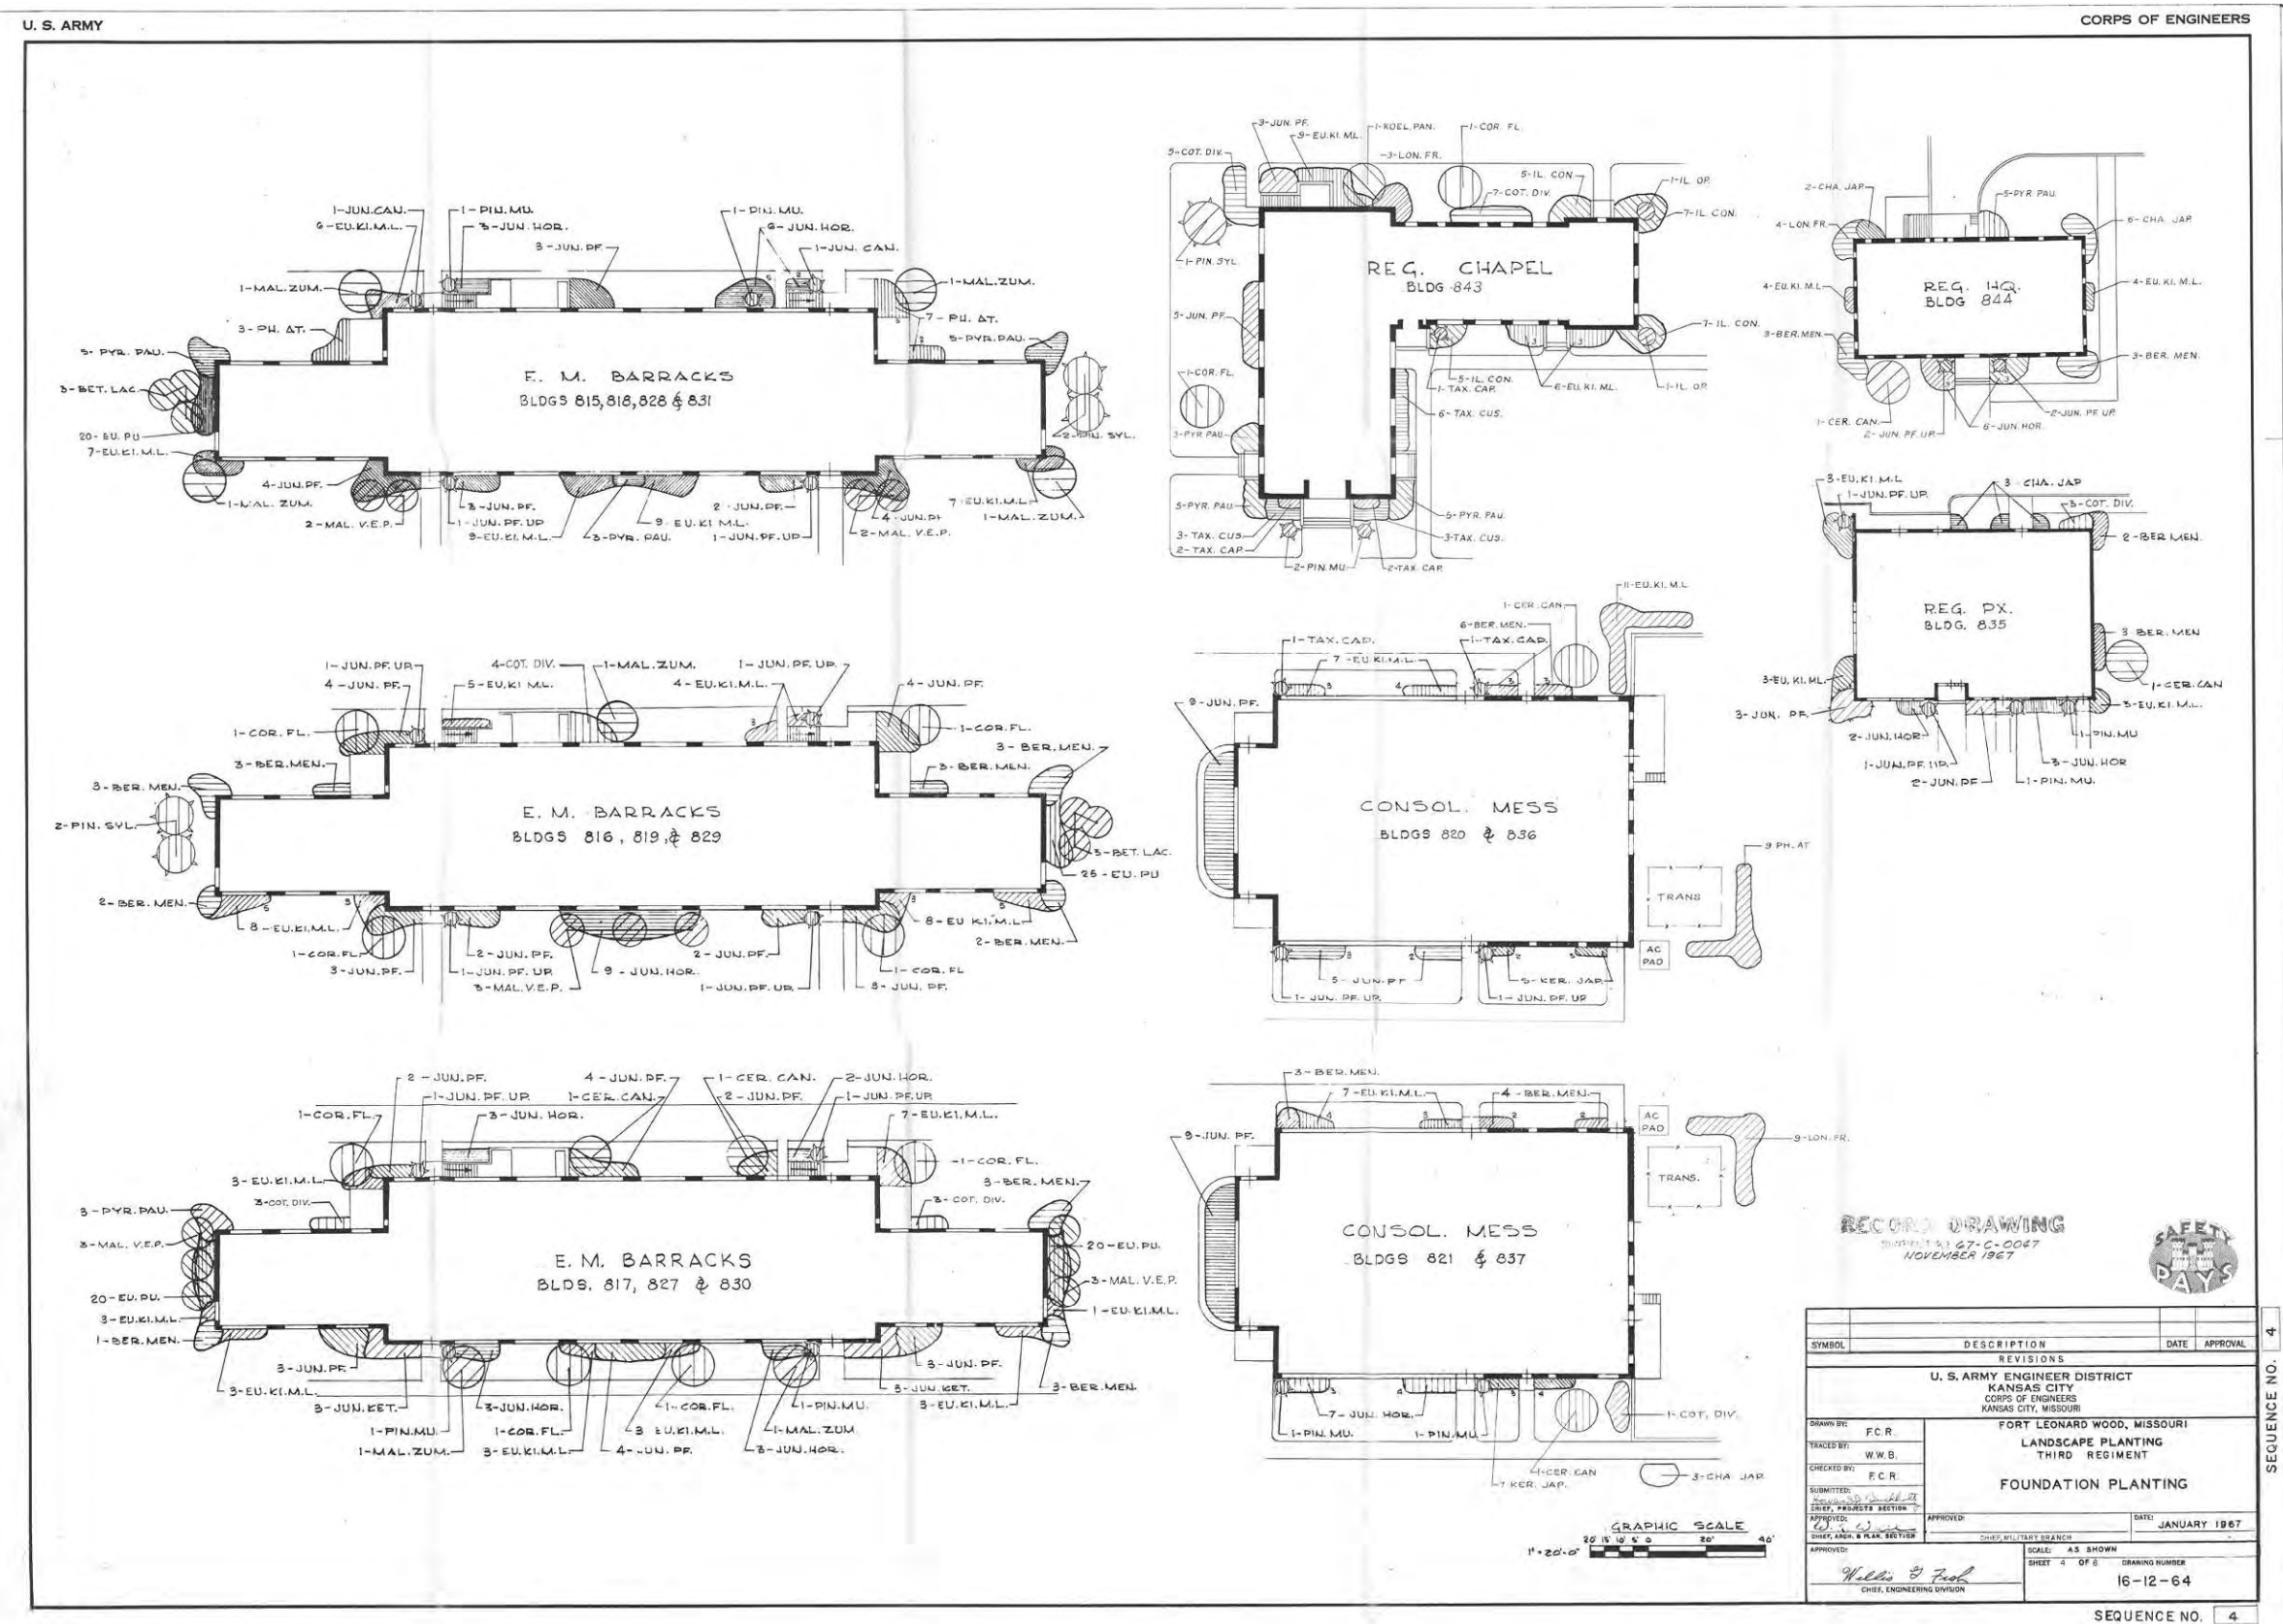 U. S. ARMY
CORPS OF ENGINEERS
1-JUN.CAN.
6-EU.KI.M.L.
1-PIN.MU.
3-JUN.HOR.
3-JUN.PF.
1-PIN.MU.
6-JUN.HOR.
1-JUN. CAN.
1-MAL.ZUM.
1-MAL.ZUM.
3-PH. AT.
7-PH. AT.
5-PYR. PAU.
5-PYR.PAU.
3-BET. LAC.
E. M. BARRACKS
BLDGS 815,818,828 & 831
20-EU. PU
7-EU.KI.M.L.
2-PIN. SYL.
4-JUN.PF.
1-MAL. ZUM.
2-MAL. V.E.P.
3-JUN.PF.
1-JUN.PF. UP
9-EU.KI.M.L.
3-PYR. PAU.
9-EU.KI M.L.
2-JUN.PF.
1-JUN.PF.UP
4-JUN.PF
2-MAL. V.E.P.
7-EU.KI.M.L.
1-MAL.ZUM.
3-JUN. PF.
9-EU.KI. ML.
1-KOEL.PAN.
1-COR. FL.
5-COT. DIV.
3-LON. FR.
5-IL. CON
1-IL. OP.
7-COT. DIV.
7-IL. CON.
1-PIN. SYL.
REG. CHAPEL
BLDG 843
5-JUN. PF.
7-IL. CON.
1-COR. FL.
5-IL. CON.
1-TAX. CAP.
6-EU.KI. ML.
1-IL. OP.
6-TAX. CUS.
3-PYR PAU.
5-PYR. PAU.
5-PYR. PAU.
3-TAX. CUS.
2-TAX. CAP.
3-TAX. CUS.
2-PIN.MU.
2-TAX. CAP.
2-CHA. JAP.
5-PYR. PAU.
4-LON. FR.
6-CHA. JAP.
4-EU.KI. M.L.
REG. HQ.
BLDG 844
4-EU. KI. M.L.
3-BER.MEN.
3-BER. MEN.
1-CER. CAN.
2-JUN. PF. UP.
6-JUN.HOR.
2-JUN. PF. UP.
3-EU.KI. M.L
1-JUN.PF. UP.
3-CHA. JAP
3-COT. DIV.
2-BER MEN.
REG. PX.
BLDG. 835
3-BER. MEN
3-EU. KI. ML.
1-CER.CAN
3-JUN. PF.
3-EU.KI. M.L.
2-JUN.HOR.
1-PIN.MU
1-JUN.PF. UP.
3-JUN. HOR
2-JUN. PF
1-PIN. MU.
1-JUN.PF. UP.
4-JUN. PF.
5-EU.KI M.L.
4-COT. DIV.
1-MAL.ZUM.
1-JUN. PF. UP.
4-EU.KI.M.L.
4-JUN. PF.
1-COR. FL.
1-COR.FL.
3-BER.MEN.
3-BER.MEN.
3-BER.MEN.
3-BER. MEN.
2-PIN. SYL.
E. M. BARRACKS
BLDGS 816, 819, & 829
3-BET. LAC.
25-EU. PU
2-BER. MEN.
8-EU.KI.M.L.
8-EU KI.M.L.
2-BER.MEN.
1-COR.FL.
3-JUN.PF.
2-JUN. PF.
1-JUN. PF. UP.
3-MAL.V.E.P.
9-JUN.HOR.
2-JUN.PF.
1-JUN.PF.UP.
1-COR. FL
8-JUN. PF.
11-EU.KI. M.L
1-CER. CAN.
6-BER.MEN.
1-TAX. CAP.
1-TAX. CAP.
7-EU.KI.M.L.
9-JUN. PF.
CONSOL. MESS
BLDGS 820 & 836
9 PH. AT
TRANS
AC
PAD
5-JUN.PF
5-KER. JAP.
1-JUN. PF. UP.
1-JUN. PF. UP
2-JUN.PF.
1-JUN. PF. UP.
3-JUN. HOR.
4-JUN. PF.
1-CER.CAN.
1-CER. CAN.
2-JUN. PF.
2-JUN.HOR.
1-JUN.PF.UP.
7-EU.KI.M.L.
1-COR.FL.
1-COR. FL.
3-EU.KI.M.L.
3-COT. DIV.
3-COT. DIV.
3-BER. MEN.
3-PYR.PAU.
3-MAL. V.E.P.
E. M. BARRACKS
BLDS. 817, 827 & 830
20-EU. PU.
3-MAL. V.E.P.
20-EU.PU.
3-EU.KI.M.L.
1-EU.KI.M.L.
1-BER.MEN.
3-JUN.PF.
3-EU.KI.M.L.
3-JUN.KET.
3-JUN. PF.
3-JUN.KET.
3-BER.MEN.
3-EU.KI.M.L.
1-PIN.MU.
1-MAL.ZUM.
3-JUN.HOR.
1-COR.FL.
3-EU.KI.M.L.
4-JUN. PF.
3 EU.KI.M.L.
1-COR.FL.
1-PIN.MU.
1-MAL.ZUM
3-JUN.HOR.
3-BER.MEN.
7-EU.KI.M.L.
4-BER.MEN.
9-JUN. PF.
AC
PAD
9-LON. FR.
TRANS.
CONSOL. MESS
BLDGS 821 & 837
7-JUN. HOR.
1-PIN. MU.
1-PIN.MU.
1-COT. DIV.
1-CER. CAN
7 KER. JAP.
3-CHA. JAP.
GRAPHIC SCALE
1"=20'-0"
20' 15' 10' 5' 0 20' 40'
RECORD DRAWING
67-C-0047
NOVEMBER 1967
SAFETY
PAYS
SYMBOL DESCRIPTION DATE APPROVAL
REVISIONS
U. S. ARMY ENGINEER DISTRICT
KANSAS CITY
CORPS OF ENGINEERS
KANSAS CITY, MISSOURI
DRAWN BY:
F.C.R.
TRACED BY:
W.W.B.
CHECKED BY:
F.C.R.
FORT LEONARD WOOD, MISSOURI
LANDSCAPE PLANTING
THIRD REGIMENT
FOUNDATION PLANTING
SUBMITTED:
CHIEF, PROJECTS SECTION
APPROVED:
CHIEF, ARCH. & PLAN. SECTION
APPROVED:
CHIEF, MILITARY BRANCH
DATE:
JANUARY 1967
APPROVED:
CHIEF, ENGINEERING DIVISION
SCALE: AS SHOWN
SHEET 4 OF 6
DRAWING NUMBER
16-12-64
SEQUENCE NO. 4
SEQUENCE NO. 4